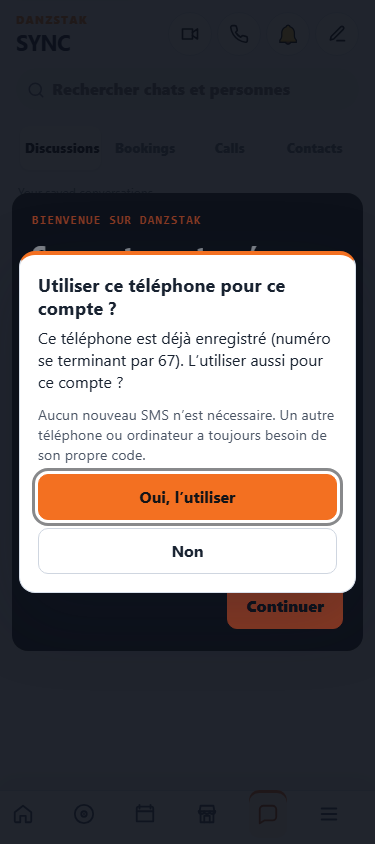 DANZSTAK
SYNC
Rechercher chats et personnes
Discussions
Bookings
Calls
Contacts
BIENVENUE SUR DANZSTAK
Utiliser ce téléphone pour ce
compte ?
Ce téléphone est déjà enregistré (numéro
se terminant par 67). L’utiliser aussi pour
ce compte ?
Aucun nouveau SMS n’est nécessaire. Un autre
téléphone ou ordinateur a toujours besoin de
son propre code.
Oui, l’utiliser
Non
Continuer